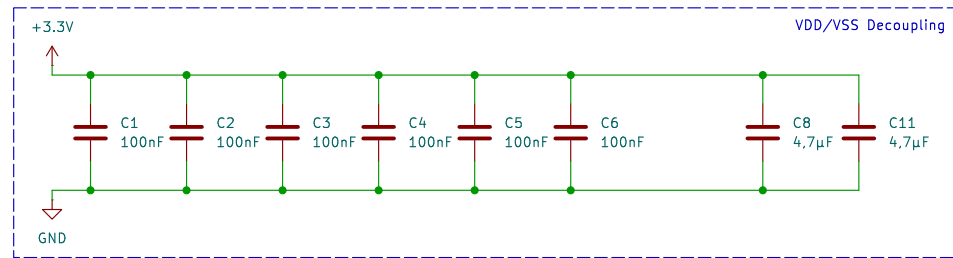 +3.3V
VDD/VSS Decoupling
C1
100nF
C2
100nF
C3
100nF
C4
100nF
C5
100nF
C6
100nF
C8
4,7µF
C11
4,7µF
GND